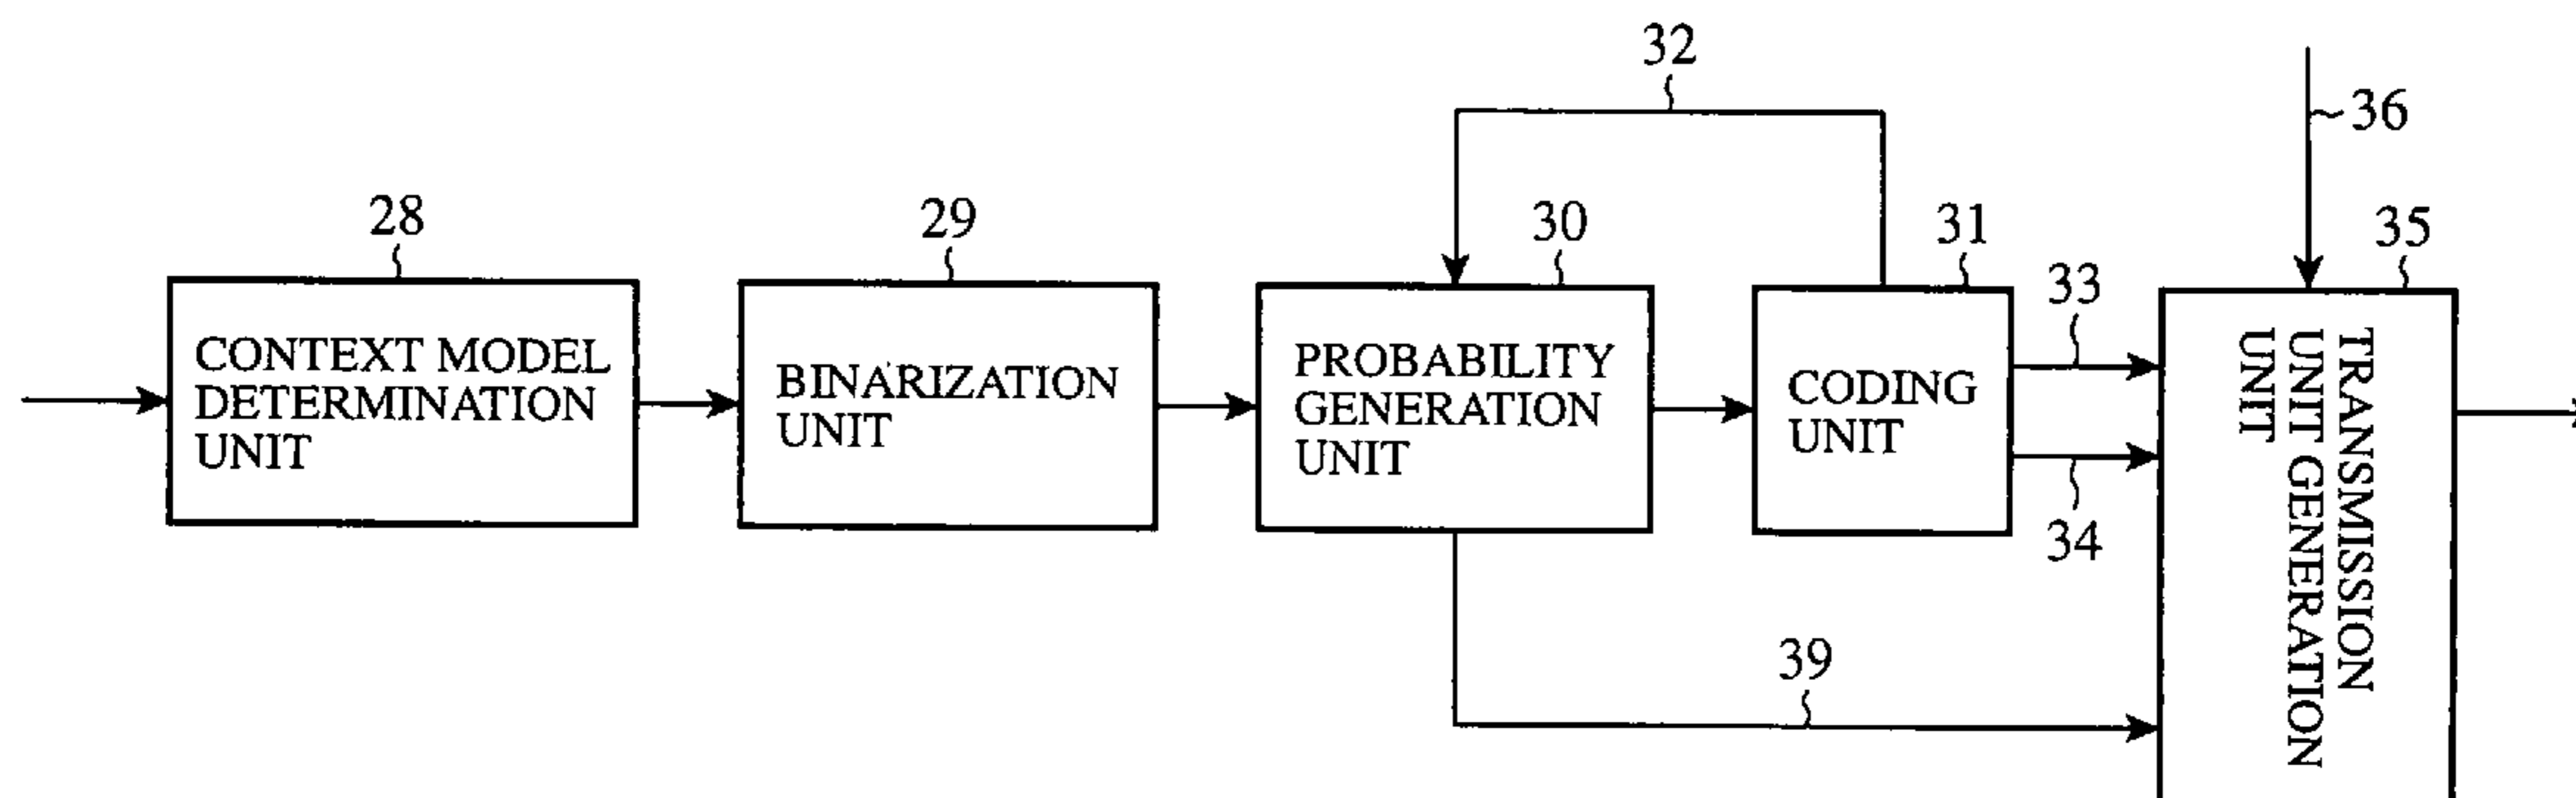 32
36
28
29
30
31
35
33
CONTEXT MODEL
DETERMINATION
UNIT
BINARIZATION
UNIT
PROBABILITY
GENERATION
UNIT
CODING
UNIT
TRANSMISSION
UNIT GENERATION
UNIT
34
39